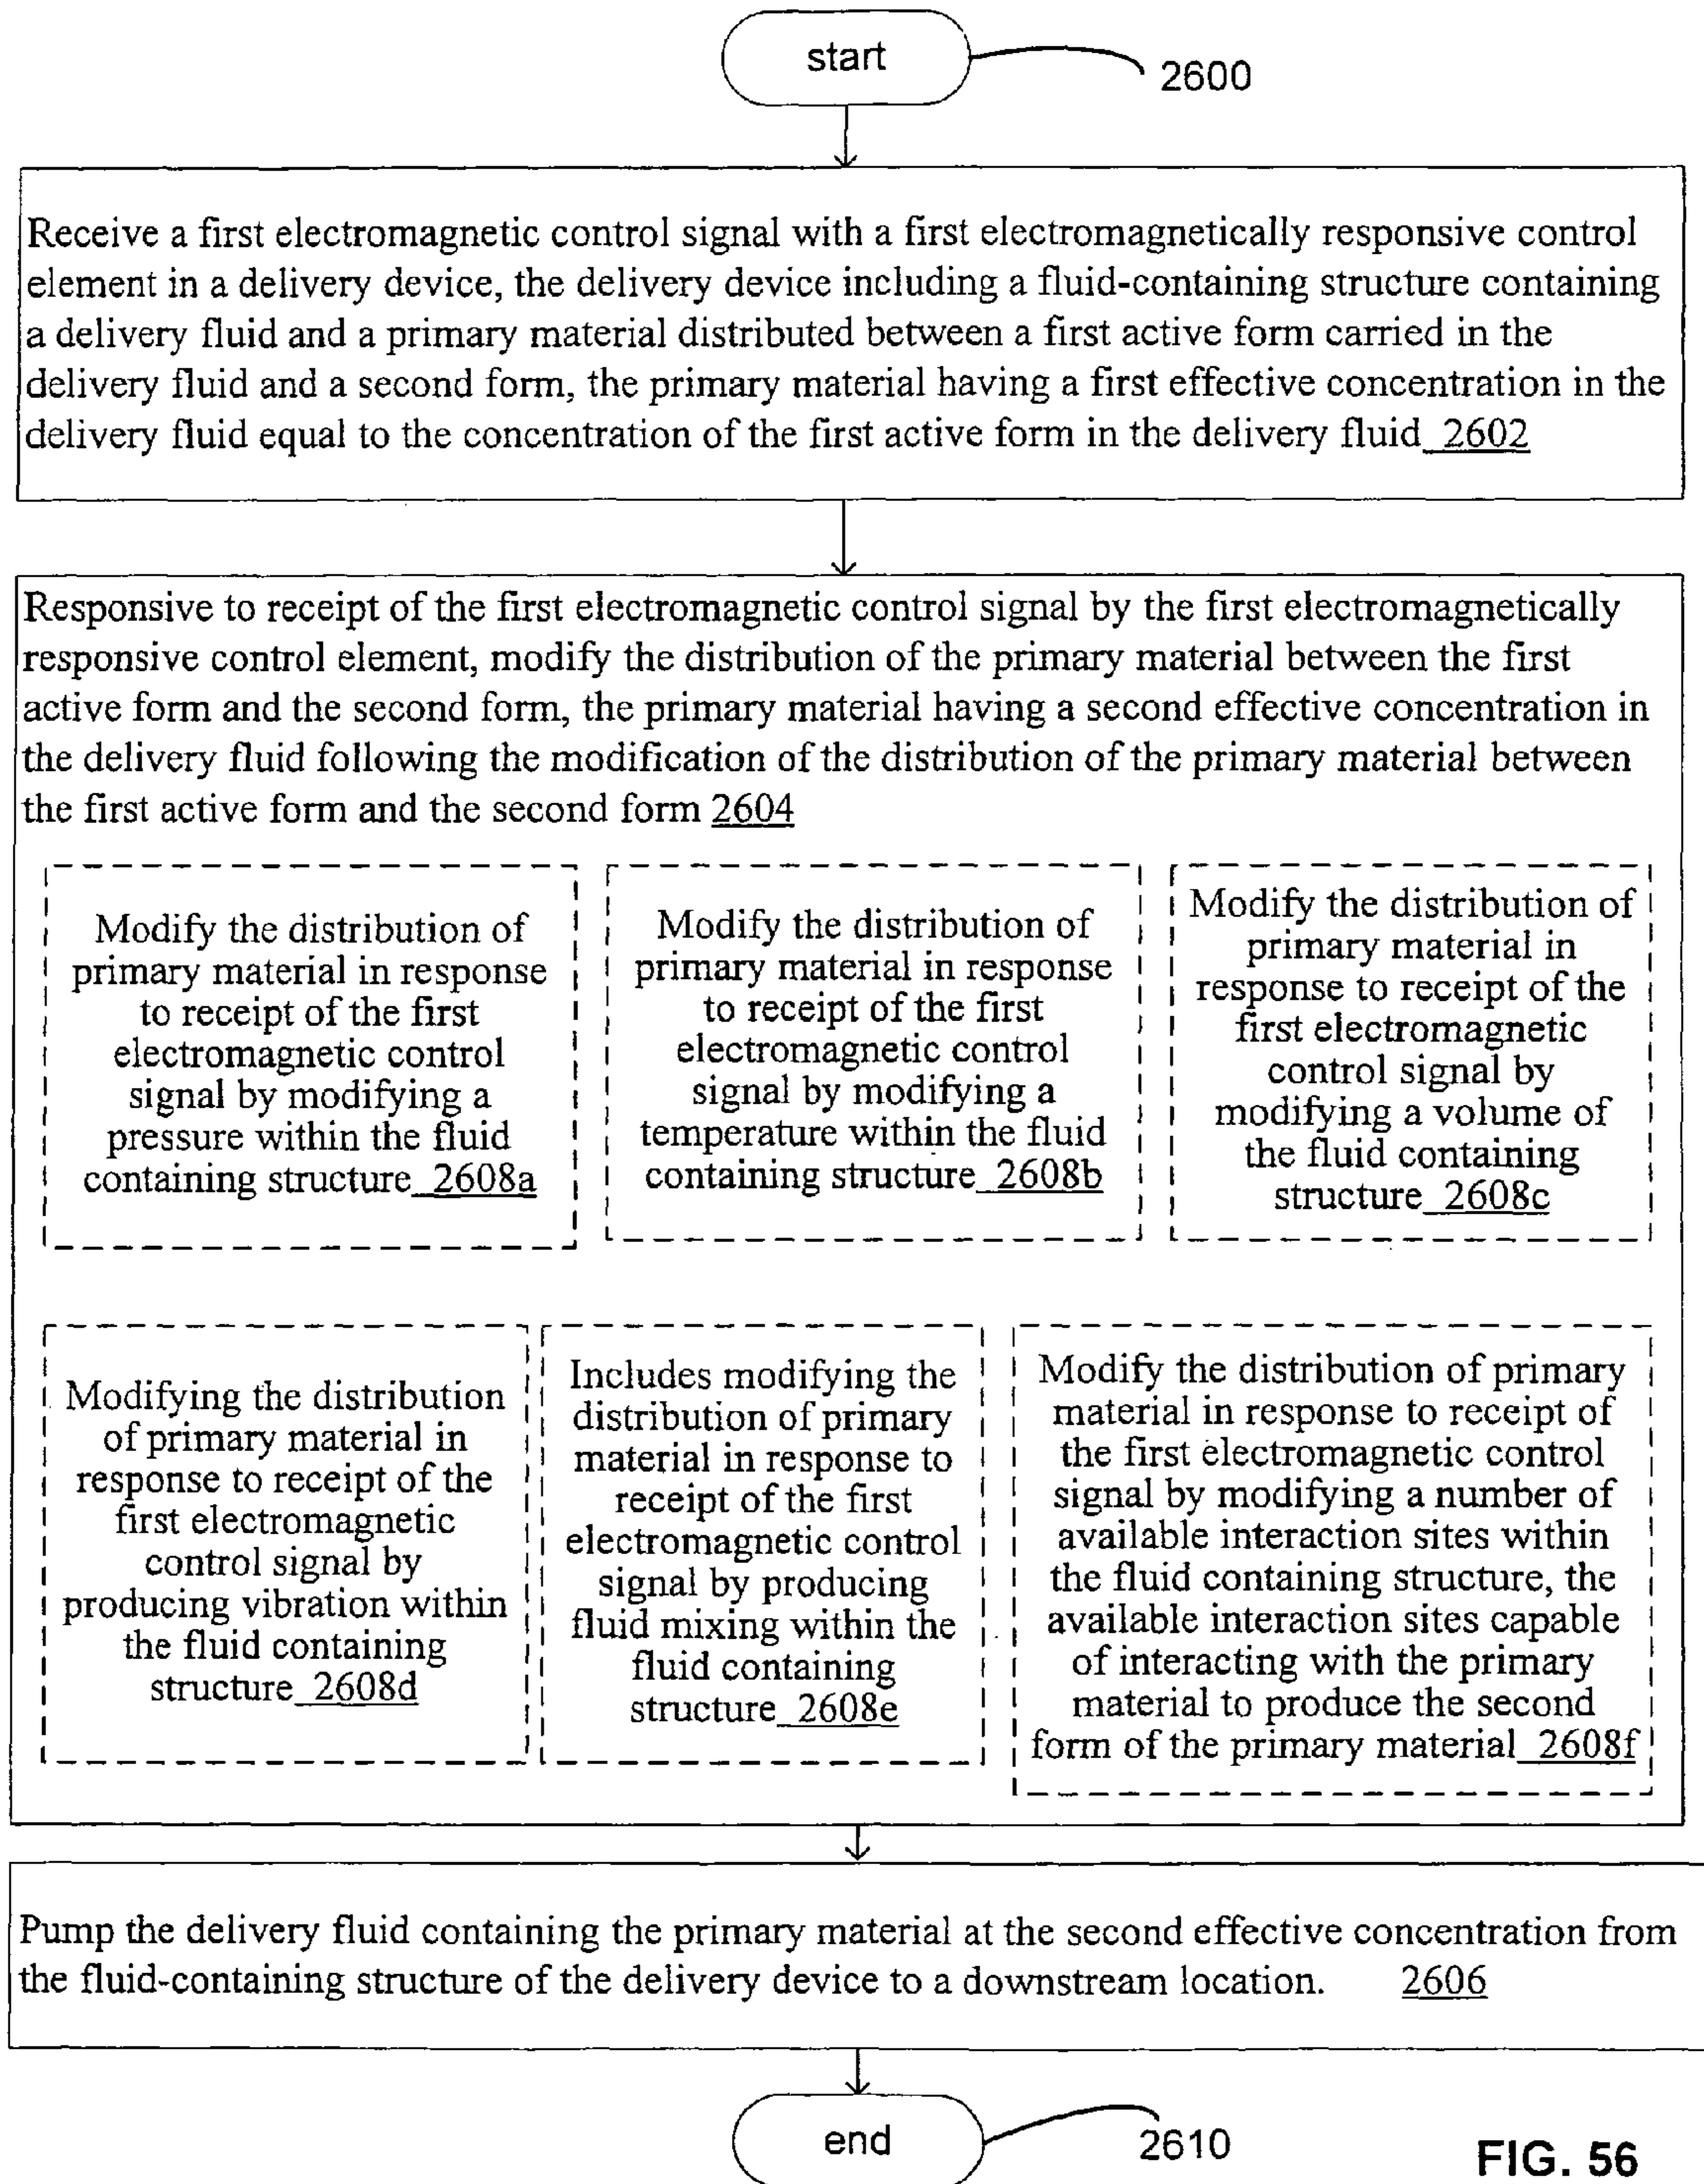 start
2600
Receive a first electromagnetic control signal with a first electromagnetically responsive control
element in a delivery device, the delivery device including a fluid-containing structure containing
a delivery fluid and a primary material distributed between a first active form carried in the
delivery fluid and a second form, the primary material having a first effective concentration in the
delivery fluid equal to the concentration of the first active form in the delivery fluid 2602
Responsive to receipt of the first electromagnetic control signal by the first electromagnetically
responsive control element, modify the distribution of the primary material between the first
active form and the second form, the primary material having a second effective concentration in
the delivery fluid following the modification of the distribution of the primary material between
the first active form and the second form 2604
Modify the distribution of
primary material in response
to receipt of the first
electromagnetic control
signal by modifying a
pressure within the fluid
containing structure 2608a
Modify the distribution of
primary material in response
to receipt of the first
electromagnetic control
signal by modifying a
temperature within the fluid
containing structure 2608b
Modify the distribution of
primary material in
response to receipt of the
first electromagnetic
control signal by
modifying a volume of
the fluid containing
structure 2608c
Modifying the distribution
of primary material in
response to receipt of the
first electromagnetic
control signal by
producing vibration within
the fluid containing
structure 2608d
Includes modifying the
distribution of primary
material in response to
receipt of the first
electromagnetic control
signal by producing
fluid mixing within the
fluid containing
structure 2608e
Modify the distribution of primary
material in response to receipt of
the first electromagnetic control
signal by modifying a number of
available interaction sites within
the fluid containing structure, the
available interaction sites capable
of interacting with the primary
material to produce the second
form of the primary material 2608f
Pump the delivery fluid containing the primary material at the second effective concentration from
the fluid-containing structure of the delivery device to a downstream location. 2606
end
2610
FIG. 56